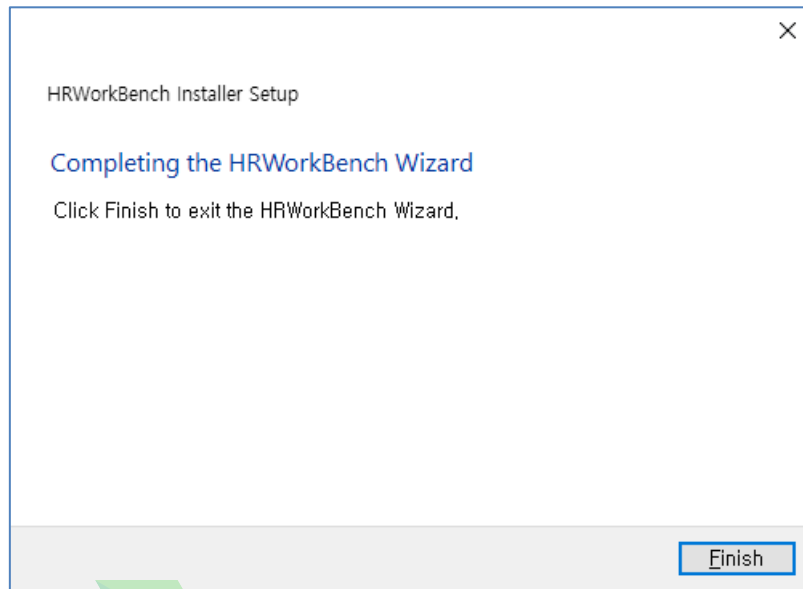 HRWorkBench Installer Setup
Completing the HRWorkBench Wizard
Click Finish to exit the HRWorkBench Wizard.
Finish